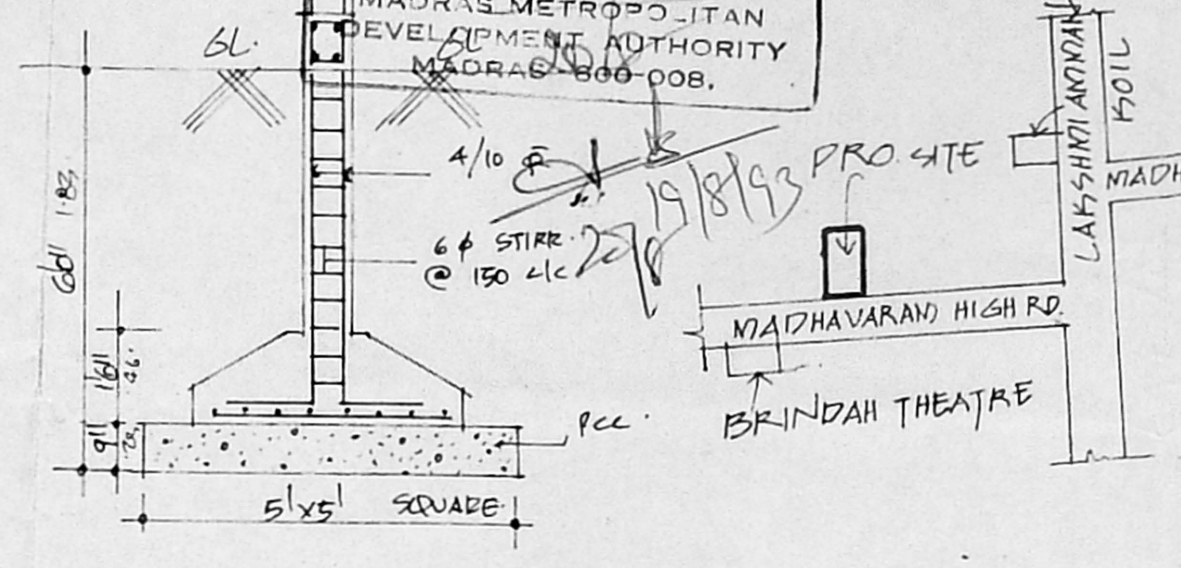 MADRAS METROPOLITAN
DEVELOPMENT AUTHORITY
MADRAS-600-008.
GL.
GL
4/10 φ
19/8/93
6 φ STIRR.
@ 150 c/c
6'0" 1.83
1'6" .46
9"
PCC.
5'x5' SQUARE.
PRO. SITE
LAKSHMI AMMAN
KOIL
MADH
MADHAVARAM HIGH RD.
BRINDAH THEATRE